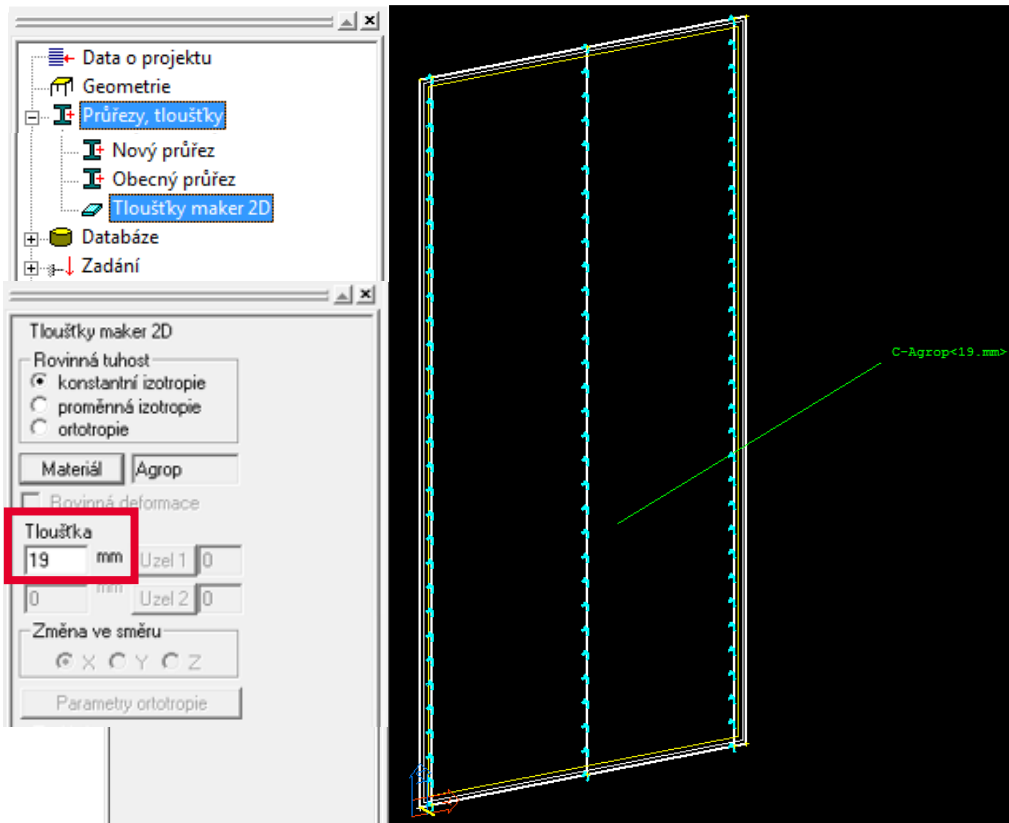 Data o projektu
Geometrie
Průřezy, tloušťky
Nový průřez
Obecný průřez
Tloušťky maker 2D
Databáze
Zadání
Tloušťky maker 2D
Rovinná tuhost
konstantní izotropie
proměnná izotropie
ortotropie
Materiál Agrop
Rovinná deformace
Tloušťka
19 mm Uzel 1 0
0 mm Uzel 2 0
Změna ve směru
X Y Z
Parametry ortotropie
C-Agrop<19.mm>